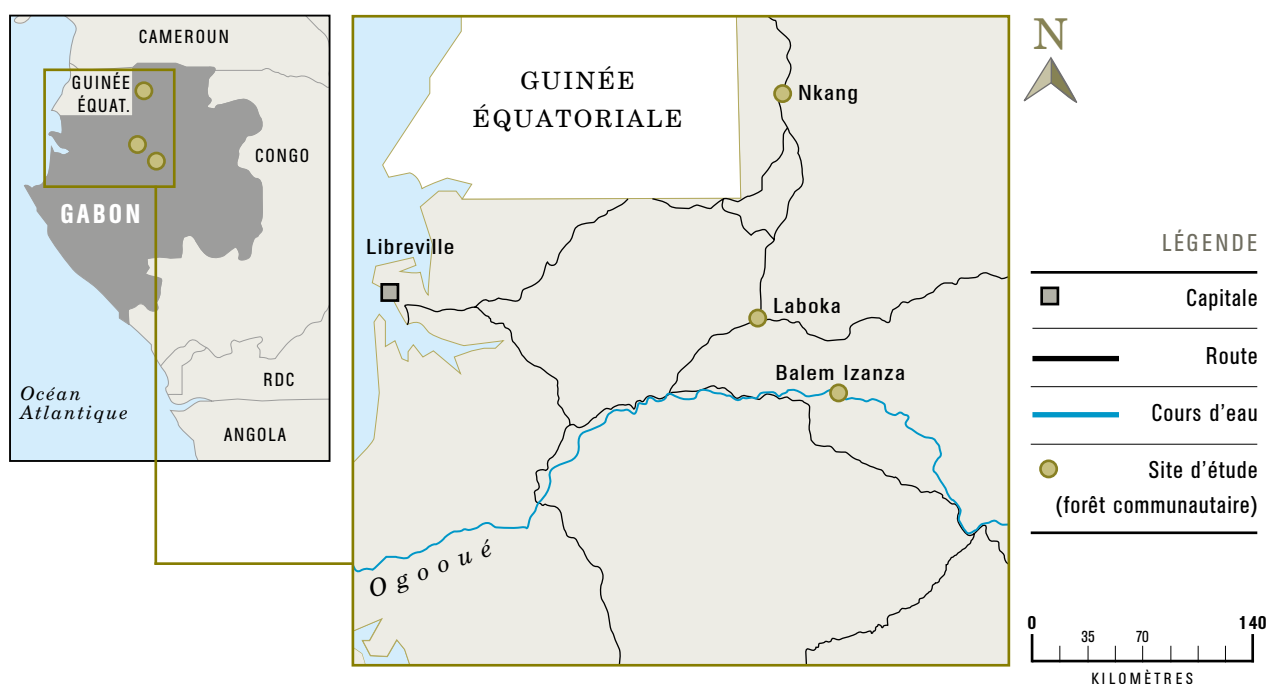 CAMEROUN
GUINÉE
ÉQUAT.
CONGO
GABON
RDC
Océan
Atlantique
ANGOLA
GUINÉE
ÉQUATORIALE
Nkang
Libreville
Laboka
Balem Izanza
Ogooué
N
LÉGENDE
Capitale
Route
Cours d'eau
Site d'étude
(forêt communautaire)
0 35 70 140
KILOMÈTRES